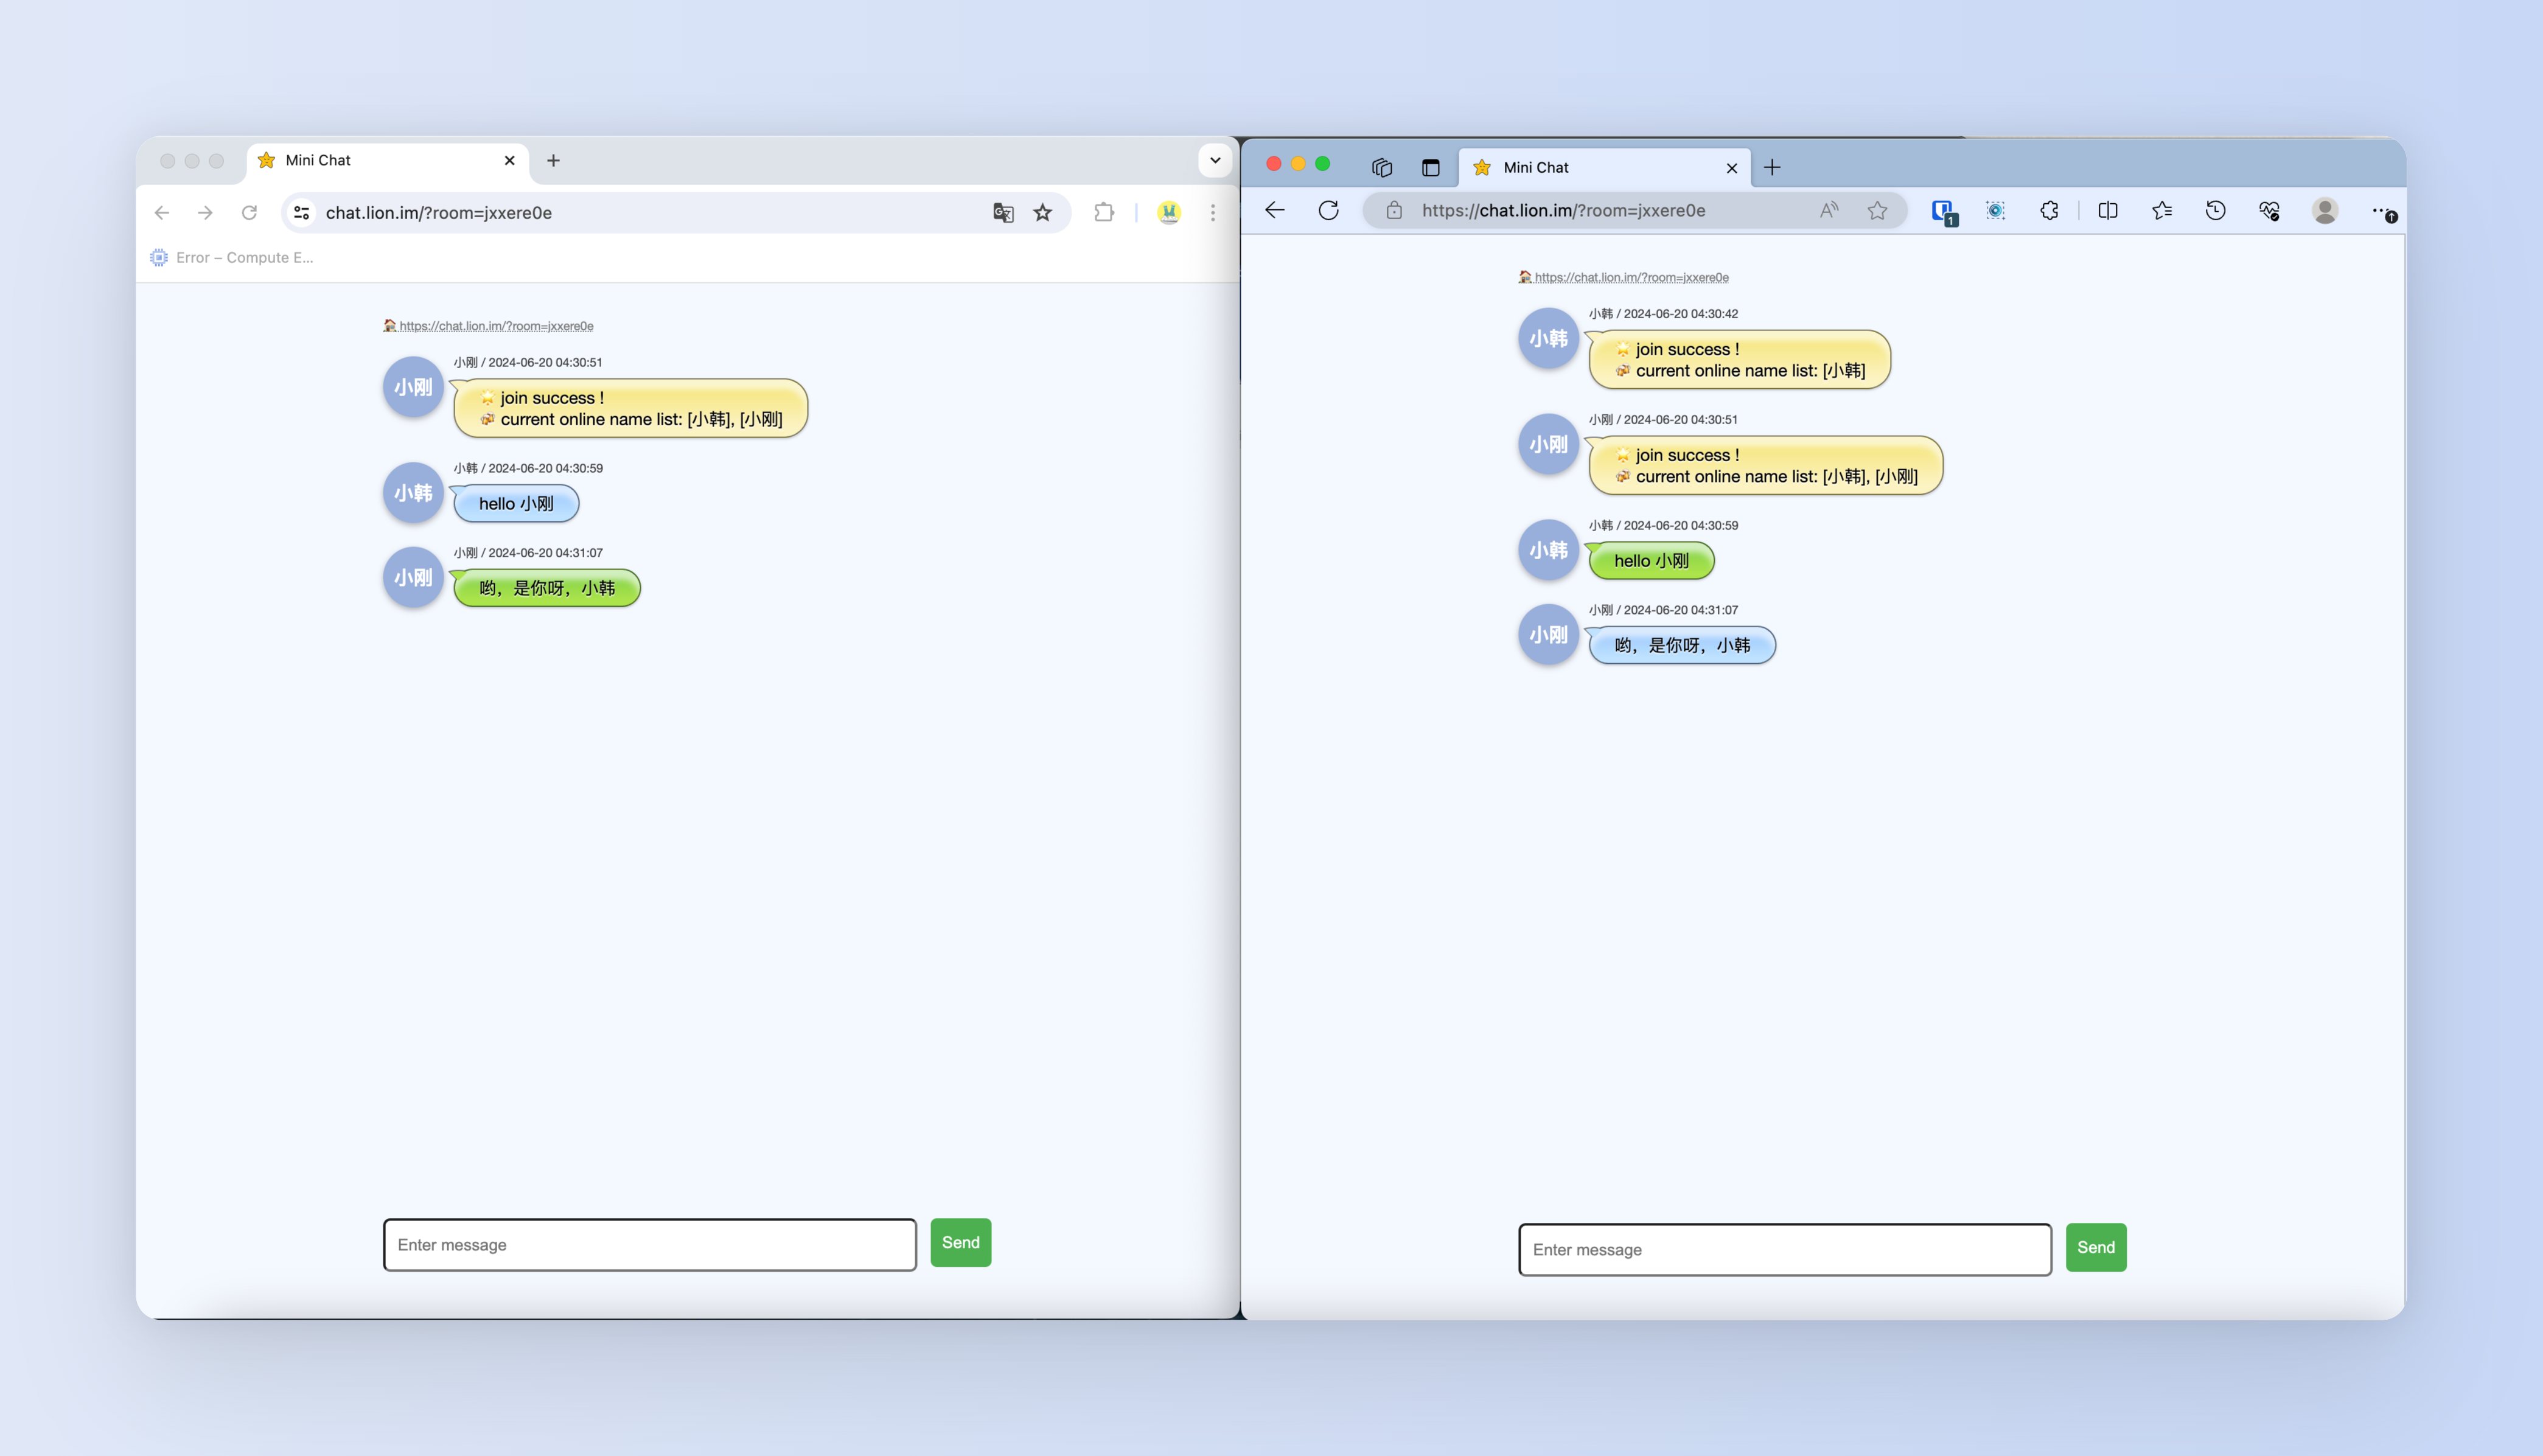 Mini Chat
chat.lion.im/?room=jxxere0e
Error – Compute E...
🏠 https://chat.lion.im/?room=jxxere0e
小刚 / 2024-06-20 04:30:51
小刚
🌟 join success !
🎏 current online name list: [小韩], [小刚]
小韩 / 2024-06-20 04:30:59
小韩
hello 小刚
小刚 / 2024-06-20 04:31:07
小刚
哟，是你呀，小韩
Enter message
Send
Mini Chat
https://chat.lion.im/?room=jxxere0e
1
🏠 https://chat.lion.im/?room=jxxere0e
小韩 / 2024-06-20 04:30:42
小韩
🌟 join success !
🎏 current online name list: [小韩]
小刚 / 2024-06-20 04:30:51
小刚
🌟 join success !
🎏 current online name list: [小韩], [小刚]
小韩 / 2024-06-20 04:30:59
小韩
hello 小刚
小刚 / 2024-06-20 04:31:07
小刚
哟，是你呀，小韩
Enter message
Send